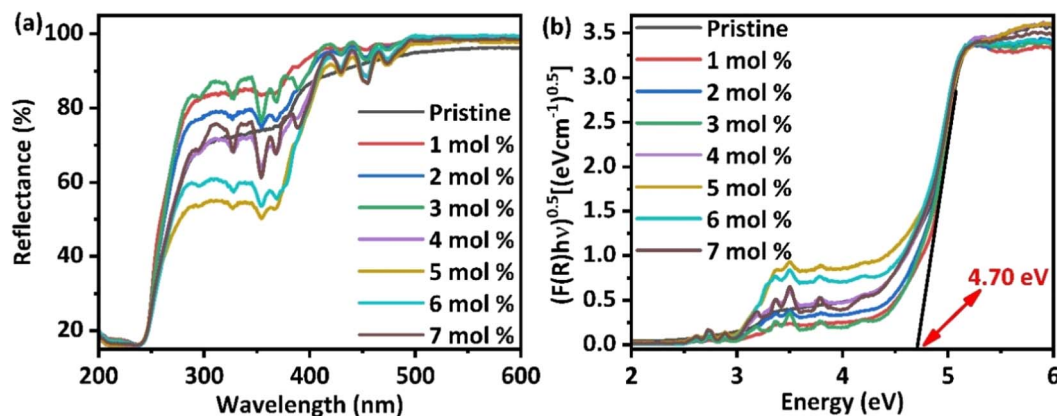 (a)
100
80
60
40
20
Reflectance (%)
200
300
400
500
600
Wavelength (nm)
Pristine
1 mol %
2 mol %
3 mol %
4 mol %
5 mol %
6 mol %
7 mol %
(b)
3.5
3.0
2.5
2.0
1.5
1.0
0.5
0.0
(F(R)hν)^0.5[(eVcm^-1)^0.5)
2
3
4
5
6
Energy (eV)
Pristine
1 mol %
2 mol %
3 mol %
4 mol %
5 mol %
6 mol %
7 mol %
4.70 eV